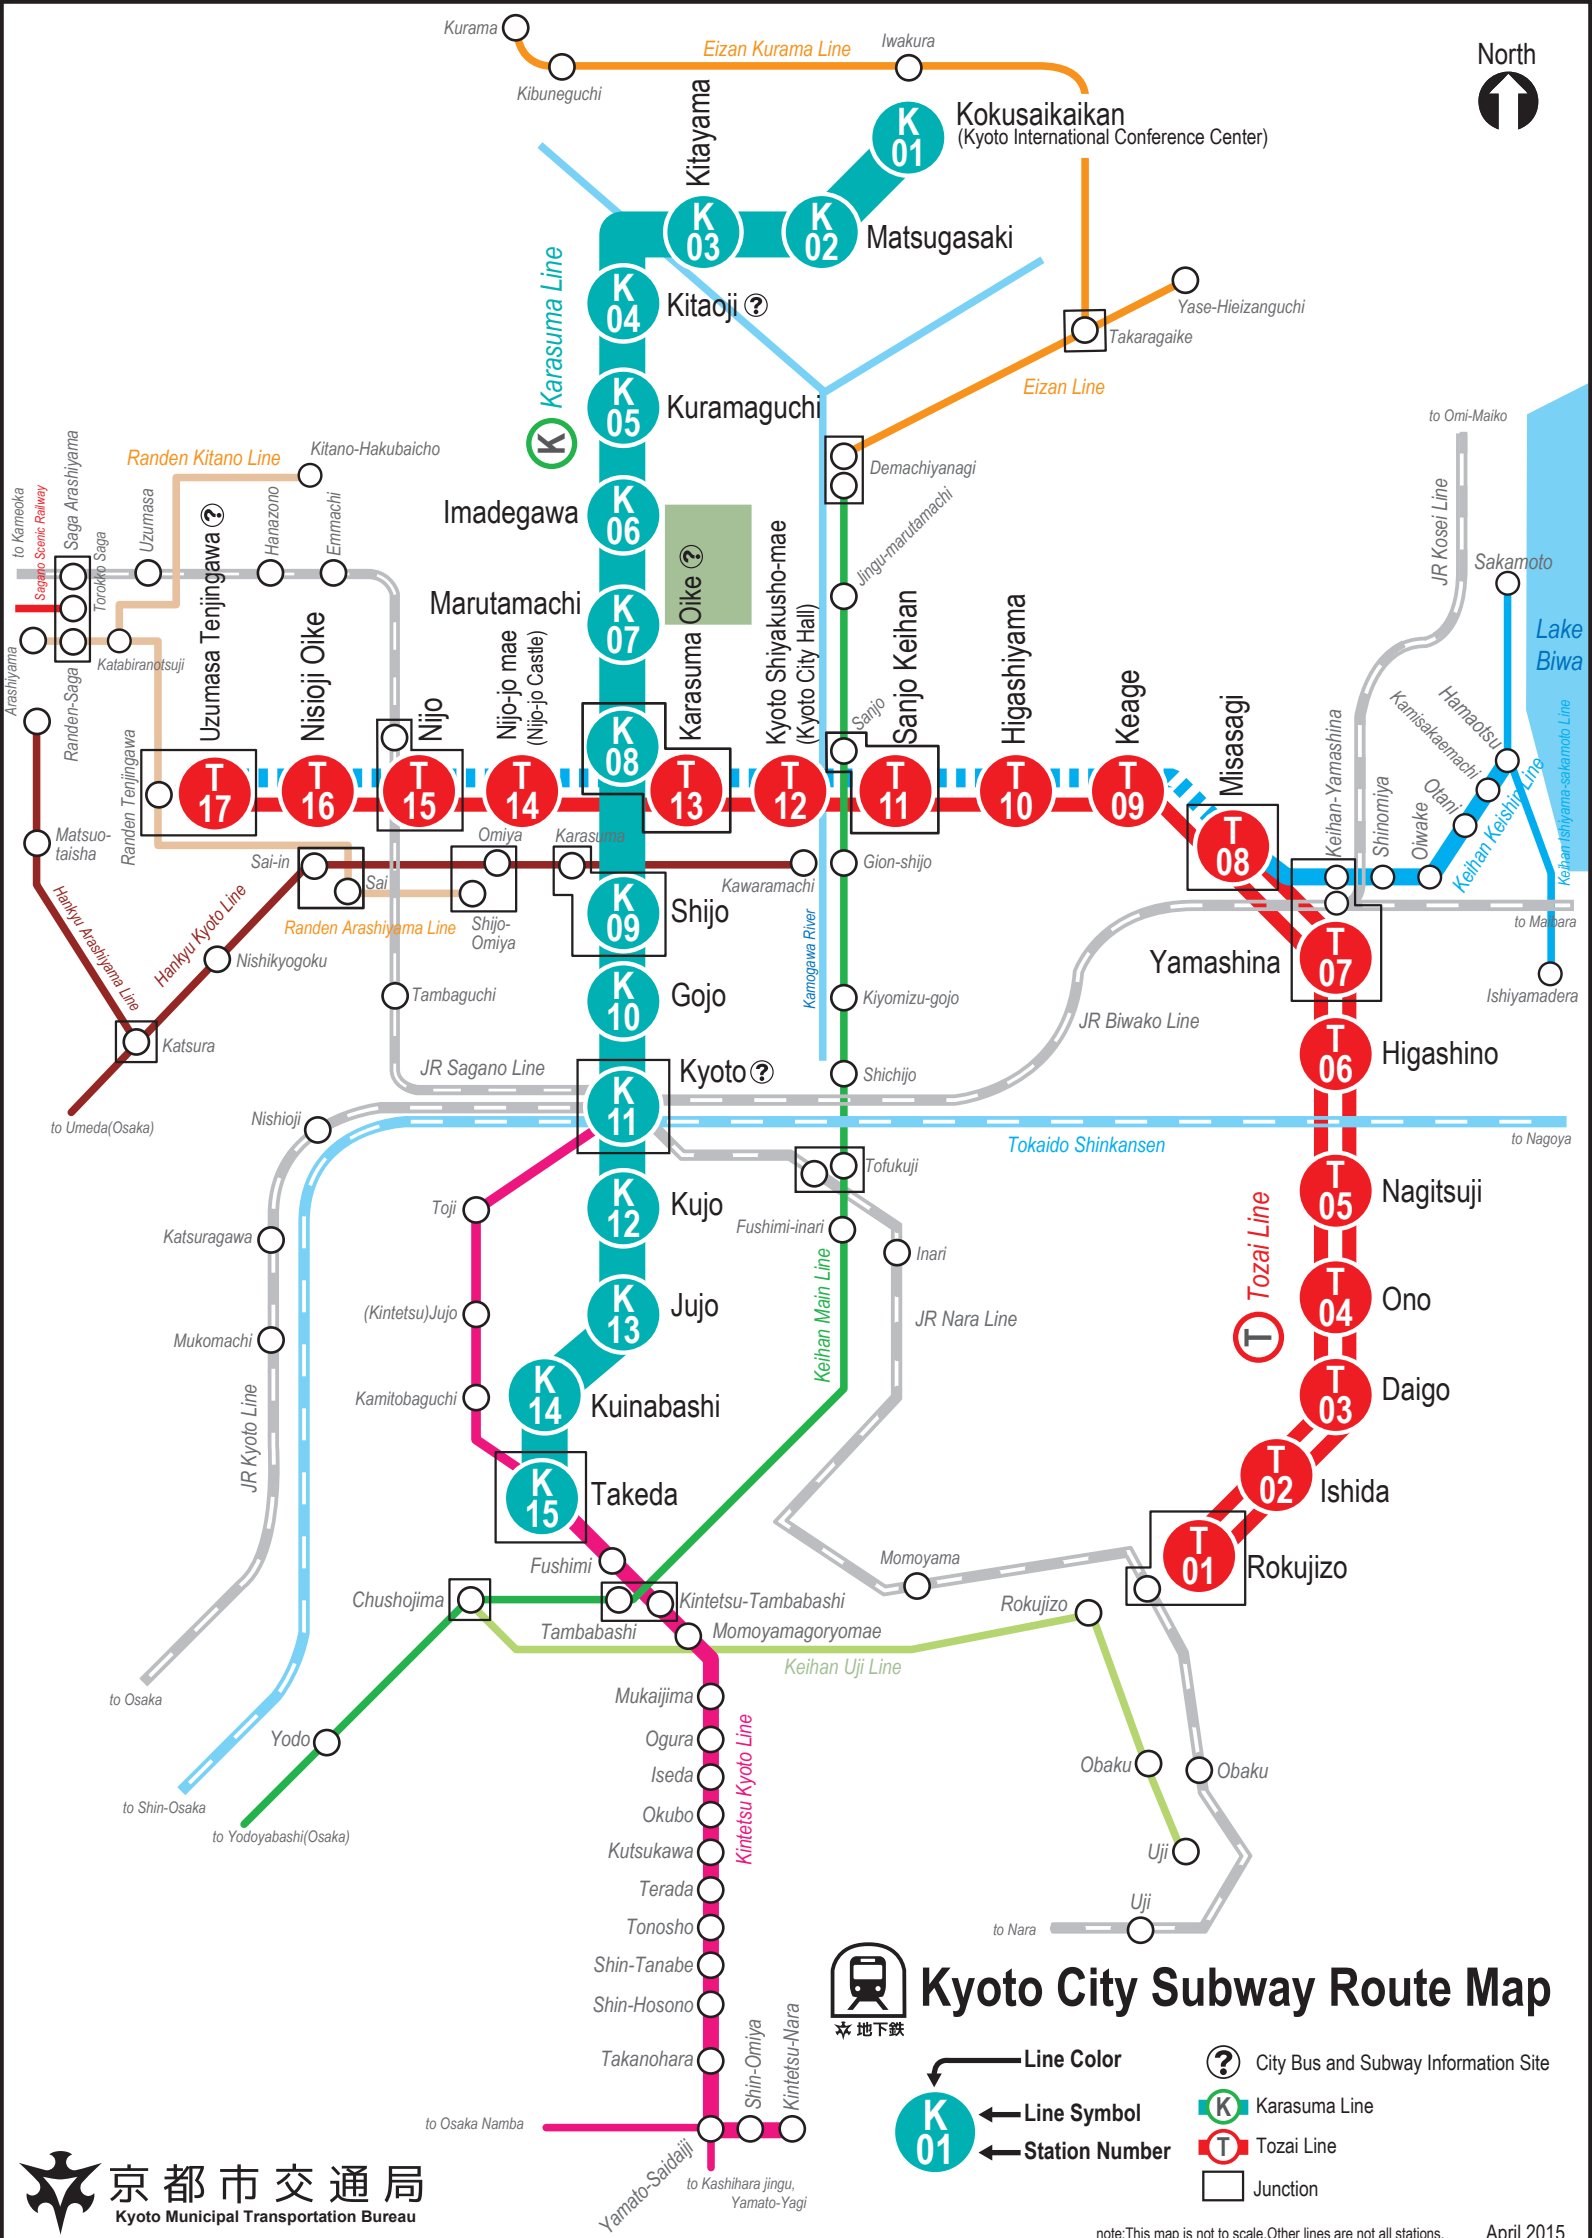 Kurama
Eizan Kurama Line
Iwakura
Kibuneguchi
North
K
01
Kokusaikaikan
(Kyoto International Conference Center)
Kitayama
K
03
K
02
Matsugasaki
Karasuma Line
K
K
04
Kitaoji ?
Yase-Hieizanguchi
Takaragaike
Eizan Line
K
05
Kuramaguchi
to Omi-Maiko
JR Kosei Line
Demachiyanagi
Jingu-marutamachi
Randen Kitano Line
Kitano-Hakubaicho
to Kameoka
Sagano Scenic Railway
Saga Arashiyama
Torokko Saga
Uzumasa
Hanazono
Emmachi
Imadegawa
K
06
Marutamachi
K
07
Sakamoto
Lake
Biwa
Arashiyama
Randen-Saga
Katabiranotsuji
Randen Tenjingawa
Uzumasa Tenjingawa ?
Nisioji Oike
Nijo
Nijo-jo mae
(Nijo-jo Castle)
Karasuma Oike ?
Kyoto Shiyakusho-mae
(Kyoto City Hall)
Sanjo
Sanjo Keihan
Higashiyama
Keage
Misasagi
Keihan-Yamashina
Shinomiya
Oiwake
Otani
Kamisakaemachi
Hamaotsu
Keihan Keishin Line
Keihan Ishiyama-sakamoto Line
T
17
T
16
T
15
T
14
K
08
T
13
T
12
T
11
T
10
T
09
T
08
Matsuo-
taisha
Hankyu Arashiyama Line
Hankyu Kyoto Line
Sai-in
Sai
Omiya
Karasuma
Kawaramachi
Gion-shijo
Randen Arashiyama Line
Shijo-
Omiya
K
09
Shijo
Nishikyogoku
Tambaguchi
K
10
Gojo
Kamogawa River
Kiyomizu-gojo
Yamashina
T
07
to Maibara
Ishiyamadera
JR Biwako Line
Katsura
to Umeda(Osaka)
JR Sagano Line
K
11
Kyoto ?
Shichijo
T
06
Higashino
Nishioji
Tokaido Shinkansen
to Nagoya
Tofukuji
Toji
K
12
Kujo
Fushimi-inari
Inari
T
05
Nagitsuji
Katsuragawa
(Kintetsu)Jujo
K
13
Jujo
Keihan Main Line
JR Nara Line
Tozai Line
T
T
04
Ono
Mukomachi
JR Kyoto Line
Kamitobaguchi
K
14
Kuinabashi
T
03
Daigo
K
15
Takeda
T
02
Ishida
Fushimi
Momoyama
T
01
Rokujizo
Chushojima
Tambabashi
Kintetsu-Tambabashi
Momoyamagoryomae
Rokujizo
Keihan Uji Line
to Osaka
Mukaijima
Kintetsu Kyoto Line
Yodo
Ogura
Iseda
Obaku
Obaku
to Shin-Osaka
to Yodoyabashi(Osaka)
Okubo
Kutsukawa
Uji
Terada
Uji
Tonosho
to Nara
Shin-Tanabe
Shin-Hosono
Takanohara
Shin-Omiya
Kintetsu-Nara
to Osaka Namba
Yamato-Saidaiji
to Kashihara jingu,
Yamato-Yagi
地下鉄
Kyoto City Subway Route Map
Line Color
K
01
Line Symbol
Station Number
? City Bus and Subway Information Site
K Karasuma Line
T Tozai Line
Junction
京都市交通局
Kyoto Municipal Transportation Bureau
note:This map is not to scale.Other lines are not all stations.
April 2015